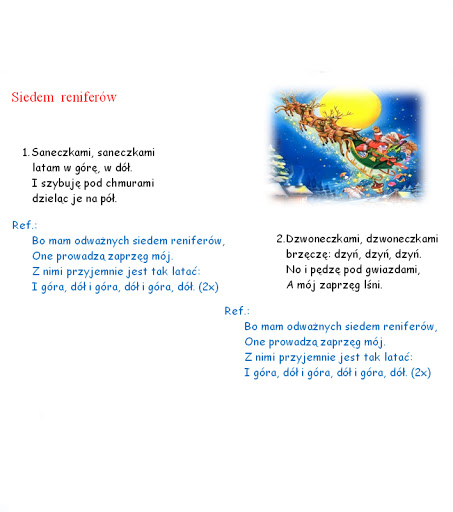 Siedem reniferów
1. Saneczkami, saneczkami
latam w górę, w dół.
I szybuję pod chmurami
dzieląc je na pół.
Ref.:
Bo mam odważnych siedem reniferów,
One prowadzą zaprzęg mój.
Z nimi przyjemnie jest tak latać:
I góra, dół i góra, dół i góra, dół. (2x)
2. Dzwoneczkami, dzwoneczkami
brzęczę: dzyń, dzyń, dzyń.
No i pędzę pod gwiazdami,
A mój zaprzęg lśni.
Ref.:
Bo mam odważnych siedem reniferów,
One prowadzą zaprzęg mój.
Z nimi przyjemnie jest tak latać:
I góra, dół i góra, dół i góra, dół. (2x)